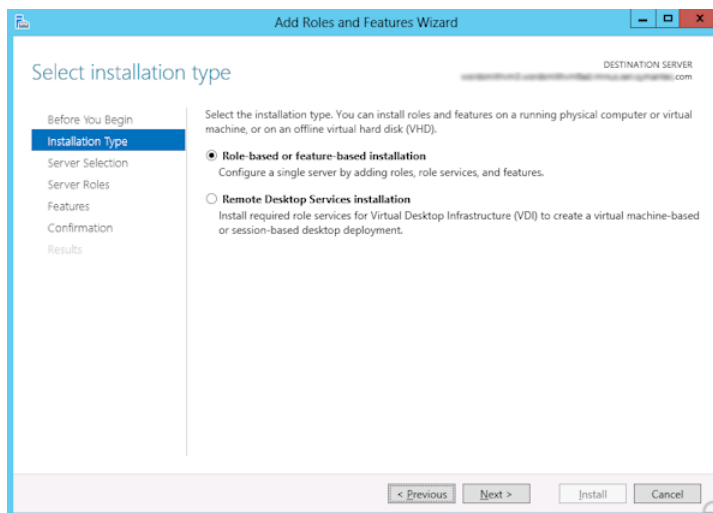 Add Roles and Features Wizard
Select installation type
DESTINATION SERVER
.com
Before You Begin
Installation Type
Server Selection
Server Roles
Features
Confirmation
Results
Select the installation type. You can install roles and features on a running physical computer or virtual
machine, or on an offline virtual hard disk (VHD).
Role-based or feature-based installation
Configure a single server by adding roles, role services, and features.
Remote Desktop Services installation
Install required role services for Virtual Desktop Infrastructure (VDI) to create a virtual machine-based
or session-based desktop deployment.
< Previous
Next >
Install
Cancel